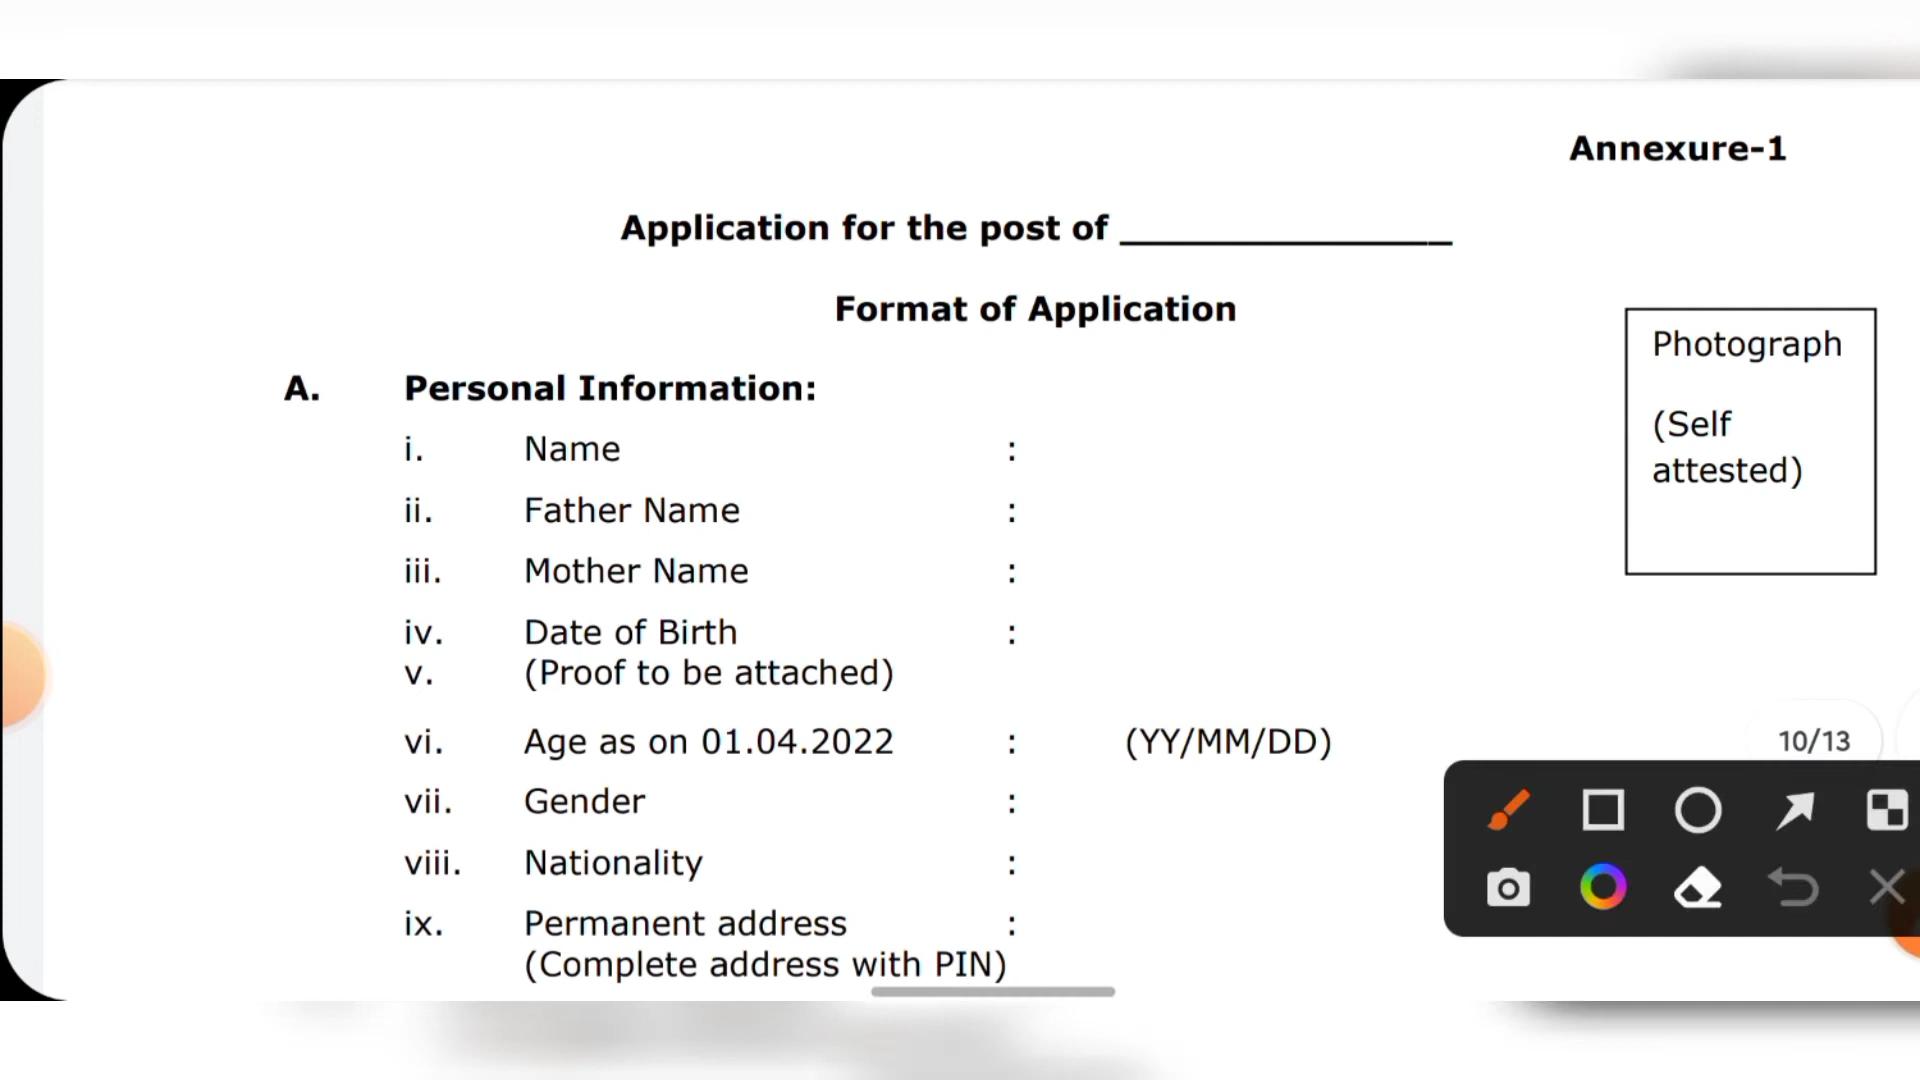 Annexure-1
Application for the post of _______________
Format of Application
Photograph
(Self
attested)
A. Personal Information:
i. Name :
ii. Father Name :
iii. Mother Name :
iv. Date of Birth :
v. (Proof to be attached)
vi. Age as on 01.04.2022 : (YY/MM/DD)
vii. Gender :
viii. Nationality :
ix. Permanent address :
(Complete address with PIN)
10/13